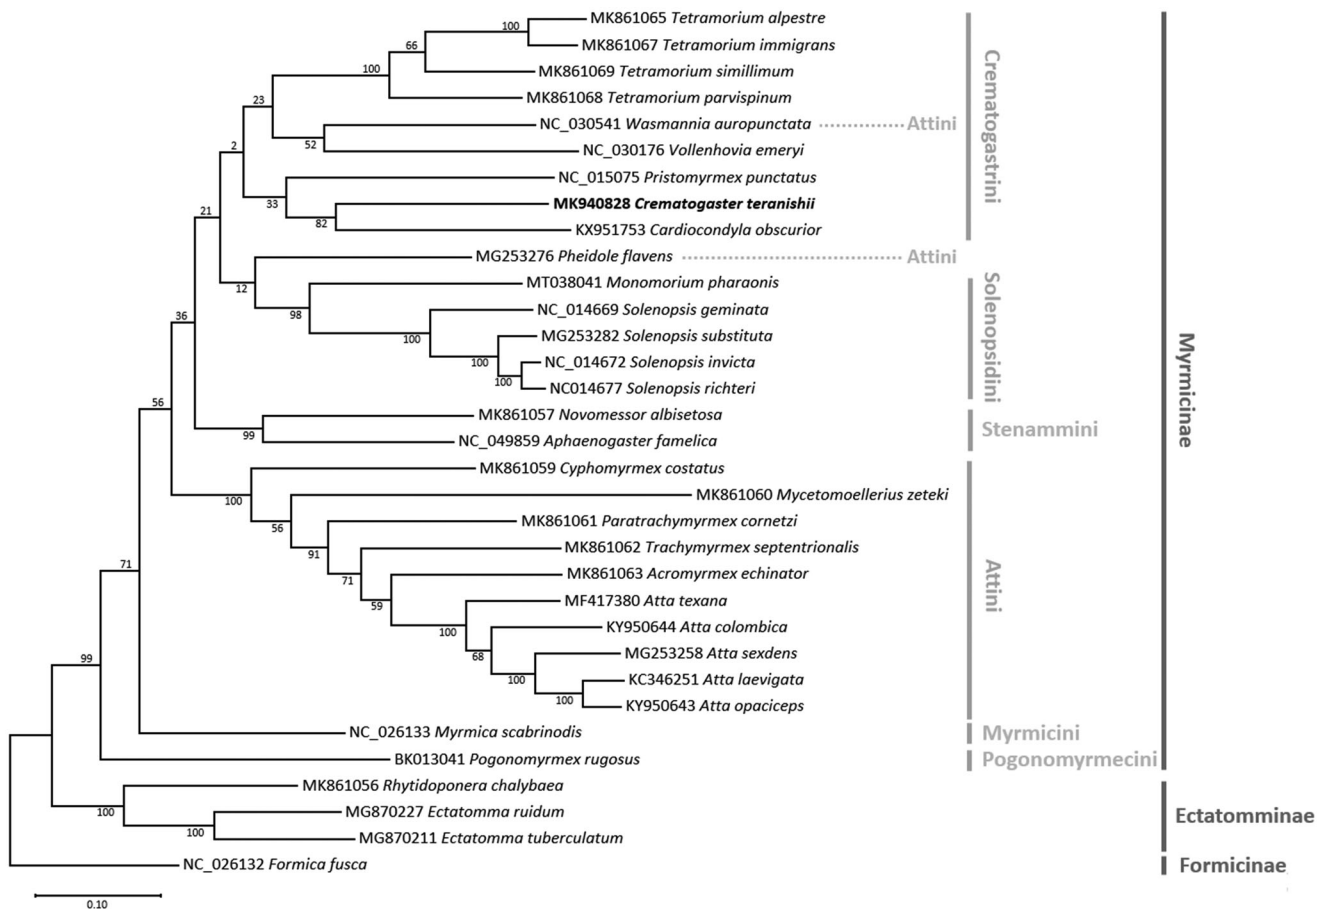 MK861065 Tetramorium alpestre
100
MK861067 Tetramorium immigrans
66
MK861069 Tetramorium simillimum
100
MK861068 Tetramorium parvispinum
23
NC_030541 Wasmannia auropunctata Attini
52
NC_030176 Vollenhovia emeryi
2
NC_015075 Pristomyrmex punctatus
33
MK940828 Crematogaster teranishii
82
KX951753 Cardiocondyla obscurior
Crematogastrini
21
MG253276 Pheidole flavens Attini
12
MT038041 Monomorium pharaonis
98
NC_014669 Solenopsis geminata
100
MG253282 Solenopsis substituta
100
NC_014672 Solenopsis invicta
100
NC014677 Solenopsis richteri
Solenopsidini
36
MK861057 Novomessor albisetosa
99
NC_049859 Aphaenogaster famelica
Stenammini
56
MK861059 Cyphomyrmex costatus
100
MK861060 Mycetomoellerius zeteki
56
MK861061 Paratrachymyrmex cornetzi
91
MK861062 Trachymyrmex septentrionalis
71
MK861063 Acromyrmex echinator
59
MF417380 Atta texana
100
KY950644 Atta colombica
68
MG253258 Atta sexdens
100
KC346251 Atta laevigata
100
KY950643 Atta opaciceps
Attini
71
NC_026133 Myrmica scabrinodis
Myrmicini
99
BK013041 Pogonomyrmex rugosus
Pogonomyrmecini
Myrmicinae
MK861056 Rhytidoponera chalybaea
100
MG870227 Ectatomma ruidum
100
MG870211 Ectatomma tuberculatum
Ectatomminae
NC_026132 Formica fusca
Formicinae
0.10